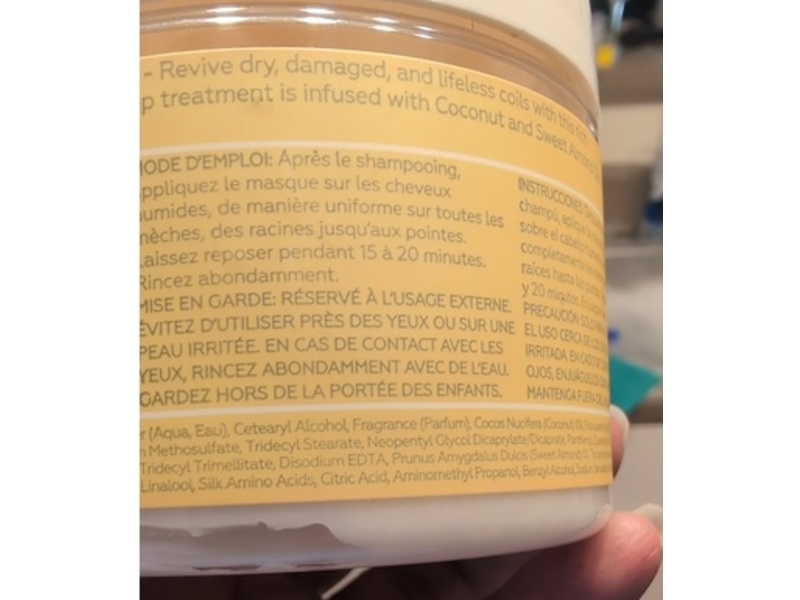 - Revive dry, damaged, and lifeless coils with this rich
p treatment is infused with Coconut and Sweet Almond
MODE D'EMPLOI: Après le shampooing,
appliquez le masque sur les cheveux
humides, de manière uniforme sur toutes les
mèches, des racines jusqu'aux pointes.
Laissez reposer pendant 15 à 20 minutes.
Rincez abondamment.
MISE EN GARDE: RÉSERVÉ À L'USAGE EXTERNE.
ÉVITEZ D'UTILISER PRÈS DES YEUX OU SUR UNE
PEAU IRRITÉE. EN CAS DE CONTACT AVEC LES
YEUX, RINCEZ ABONDAMMENT AVEC DE L'EAU.
GARDEZ HORS DE LA PORTÉE DES ENFANTS.
INSTRUCCIONES:
champú, aplique
sobre el cabello
completamente
raíces hasta las
y 20 minutos.
PRECAUCIÓN: SOLO
EL USO CERCA DE
IRRITADA. EN CASO DE
OJOS, ENJUÁGUELOS
MANTENGA FUERA DE
(Aqua, Eau), Cetearyl Alcohol, Fragrance (Parfum), Cocos Nucifera (Coconut) Oil,
Methosulfate, Tridecyl Stearate, Neopentyl Glycol Dicaprylate/Dicaprate, Panthenol,
Tridecyl Trimellitate, Disodium EDTA, Prunus Amygdalus Dulcis (Sweet Almond) Oil,
Linalool, Silk Amino Acids, Citric Acid, Aminomethyl Propanol, Benzyl Alcohol, Sodium